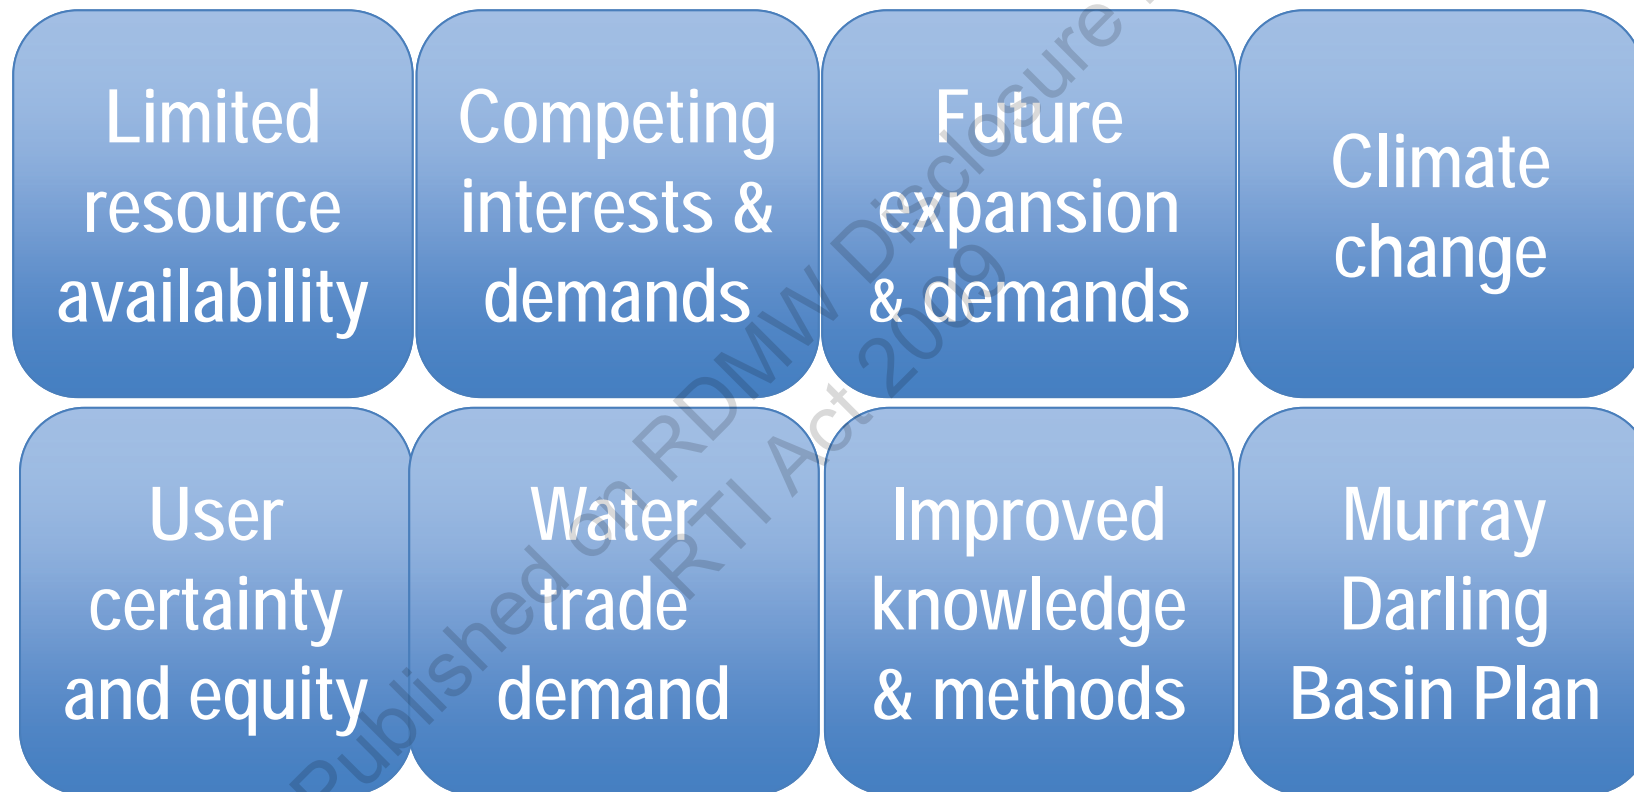 Limited
resource
availability
Competing
interests &
demands
Future
expansion
& demands
Climate
change
User
certainty
and equity
Water
trade
demand
Improved
knowledge
& methods
Murray
Darling
Basin Plan
Published on RDMW Disclosure
RTI Act 2009